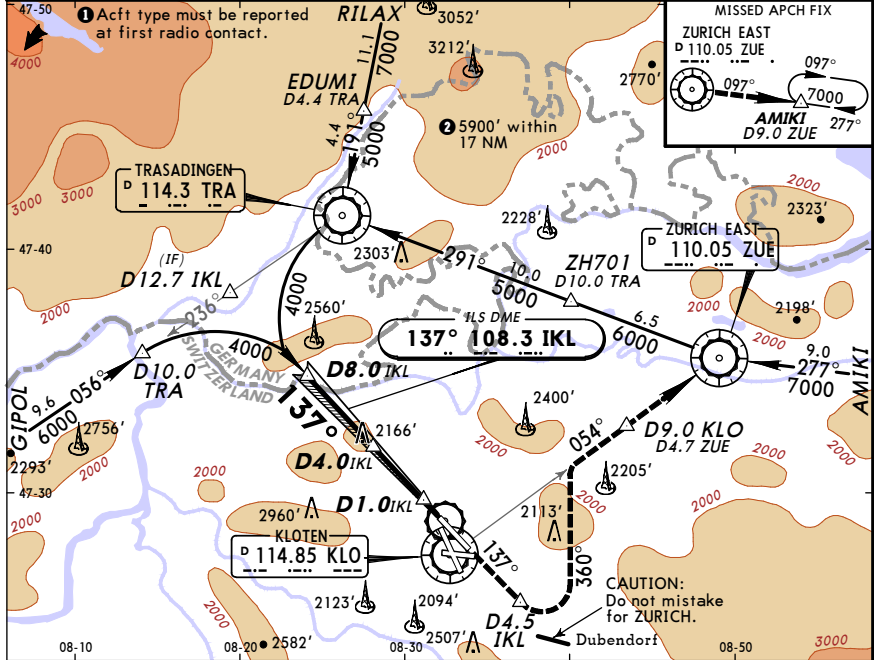 47-50
❶ Acft type must be reported
at first radio contact.
RILAX
3052'
MISSED APCH FIX
ZURICH EAST
D 110.05 ZUE
097°
097°
7000
AMIKI
D9.0 ZUE
277°
4000
11.1
7000
3212'
2770'
EDUMI
D4.4 TRA
4.4
191°
5000
❷ 5900' within
17 NM
2000
TRASADINGEN
D 114.3 TRA
3000
3000
2000
2323'
2228'
ZURICH EAST
D 110.05 ZUE
47-40
2303'
291°
10.0
5000
ZH701
D10.0 TRA
(IF)
D12.7 IKL
236°
4000
2000
2560'
ILS DME
137° 108.3 IKL
6.5
6000
2198'
2000
4000
GERMANY
SWITZERLAND
D8.0 IKL
9.0
277°
7000
AMIKI
D10.0
TRA
056°
9.6
6000
GIPOL
137°
2400'
2756'
2166'
054°
D9.0 KLO
D4.7 ZUE
2293'
2000
D4.0 IKL
2000
2000
2205'
2000
47-30
D1.0 IKL
2000
2000
2960'
2113'
KLOTEN
D 114.85 KLO
137°
360°
CAUTION:
Do not mistake
for ZURICH.
2123'
2094'
D4.5
IKL
Dubendorf
2000
2582'
2507'
2000
3000
08-10
08-20
08-30
08-50